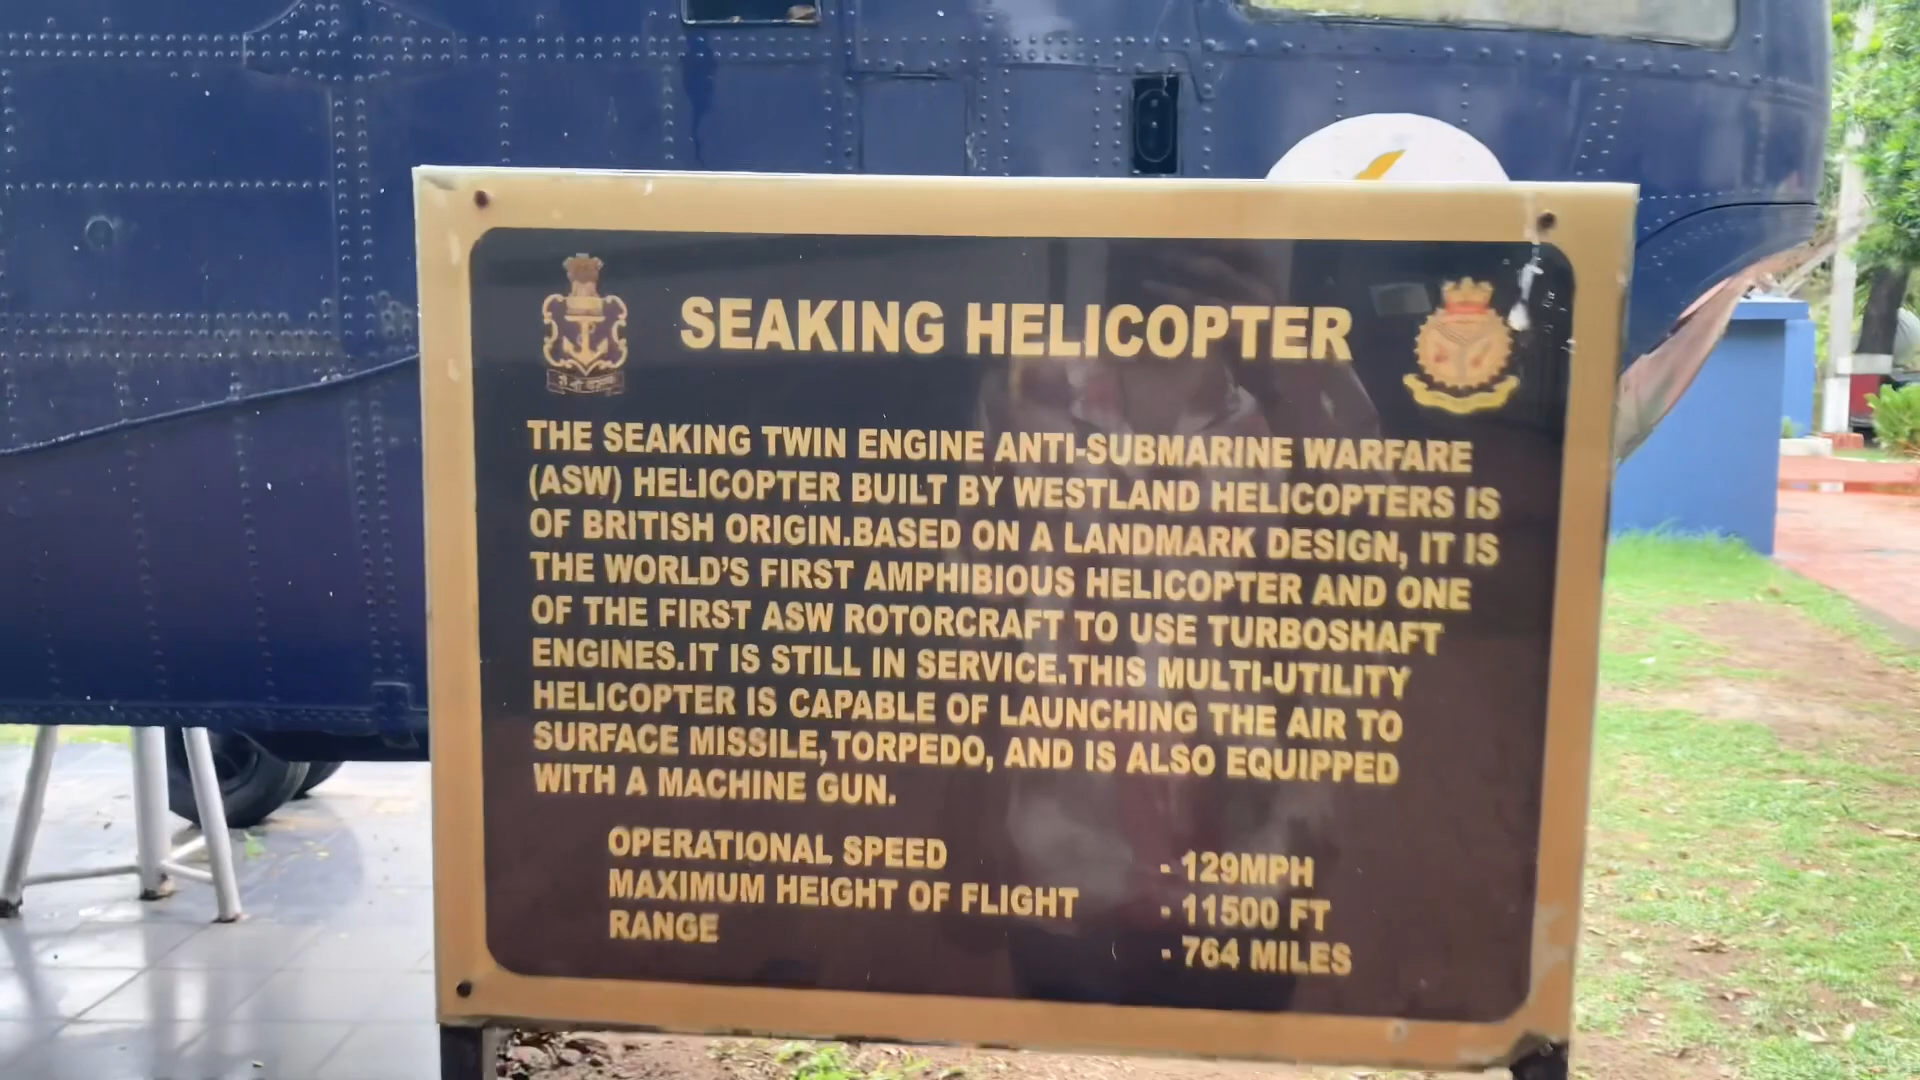 SEAKING HELICOPTER
THE SEAKING TWIN ENGINE ANTI-SUBMARINE WARFARE
(ASW) HELICOPTER BUILT BY WESTLAND HELICOPTERS IS
OF BRITISH ORIGIN.BASED ON A LANDMARK DESIGN, IT IS
THE WORLD'S FIRST AMPHIBIOUS HELICOPTER AND ONE
OF THE FIRST ASW ROTORCRAFT TO USE TURBOSHAFT
ENGINES.IT IS STILL IN SERVICE.THIS MULTI-UTILITY
HELICOPTER IS CAPABLE OF LAUNCHING THE AIR TO
SURFACE MISSILE,TORPEDO, AND IS ALSO EQUIPPED
WITH A MACHINE GUN.
OPERATIONAL SPEED - 129MPH
MAXIMUM HEIGHT OF FLIGHT - 11500 FT
RANGE - 764 MILES